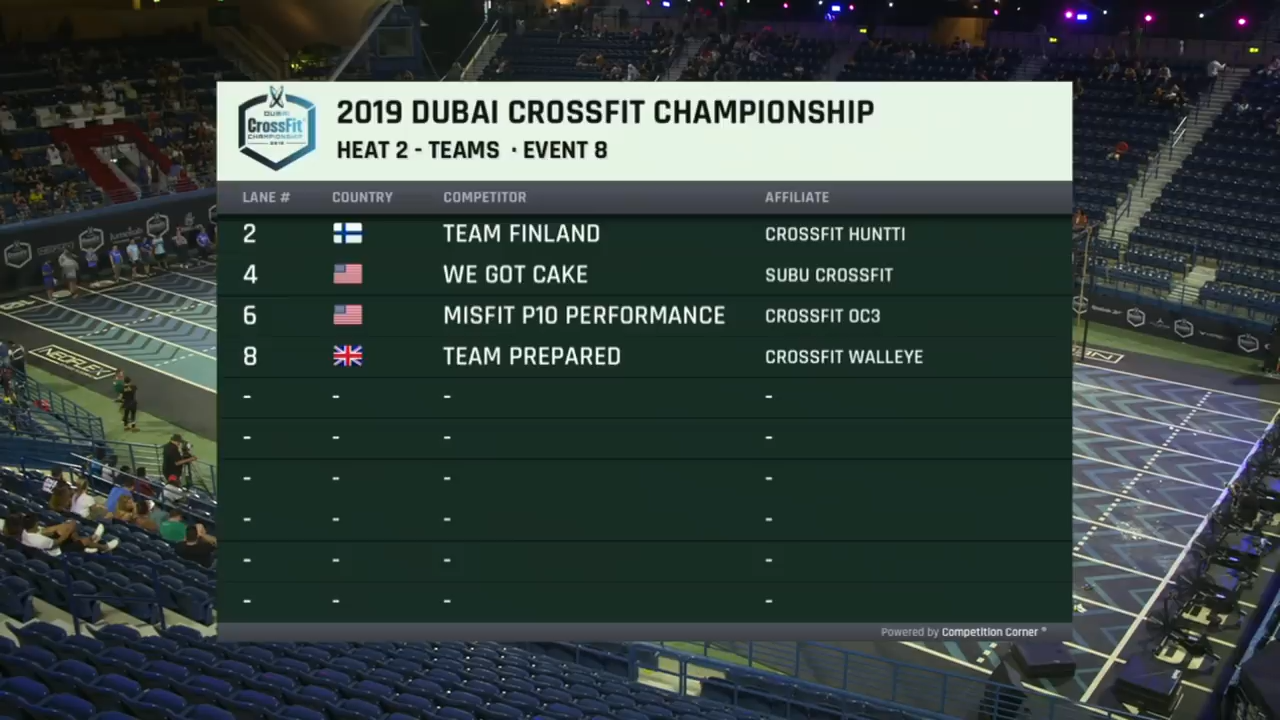 DUBAI
CrossFit
CHAMPIONSHIP
2019
2019 DUBAI CROSSFIT CHAMPIONSHIP
HEAT 2 - TEAMS · EVENT 8
LANE # COUNTRY COMPETITOR AFFILIATE
2 TEAM FINLAND CROSSFIT HUNTTI
4 WE GOT CAKE SUBU CROSSFIT
6 MISFIT P10 PERFORMANCE CROSSFIT OC3
8 TEAM PREPARED CROSSFIT WALLEYE
- - - -
- - - -
- - - -
- - - -
- - - -
- - - -
Powered by Competition Corner ®
NEOFLEX